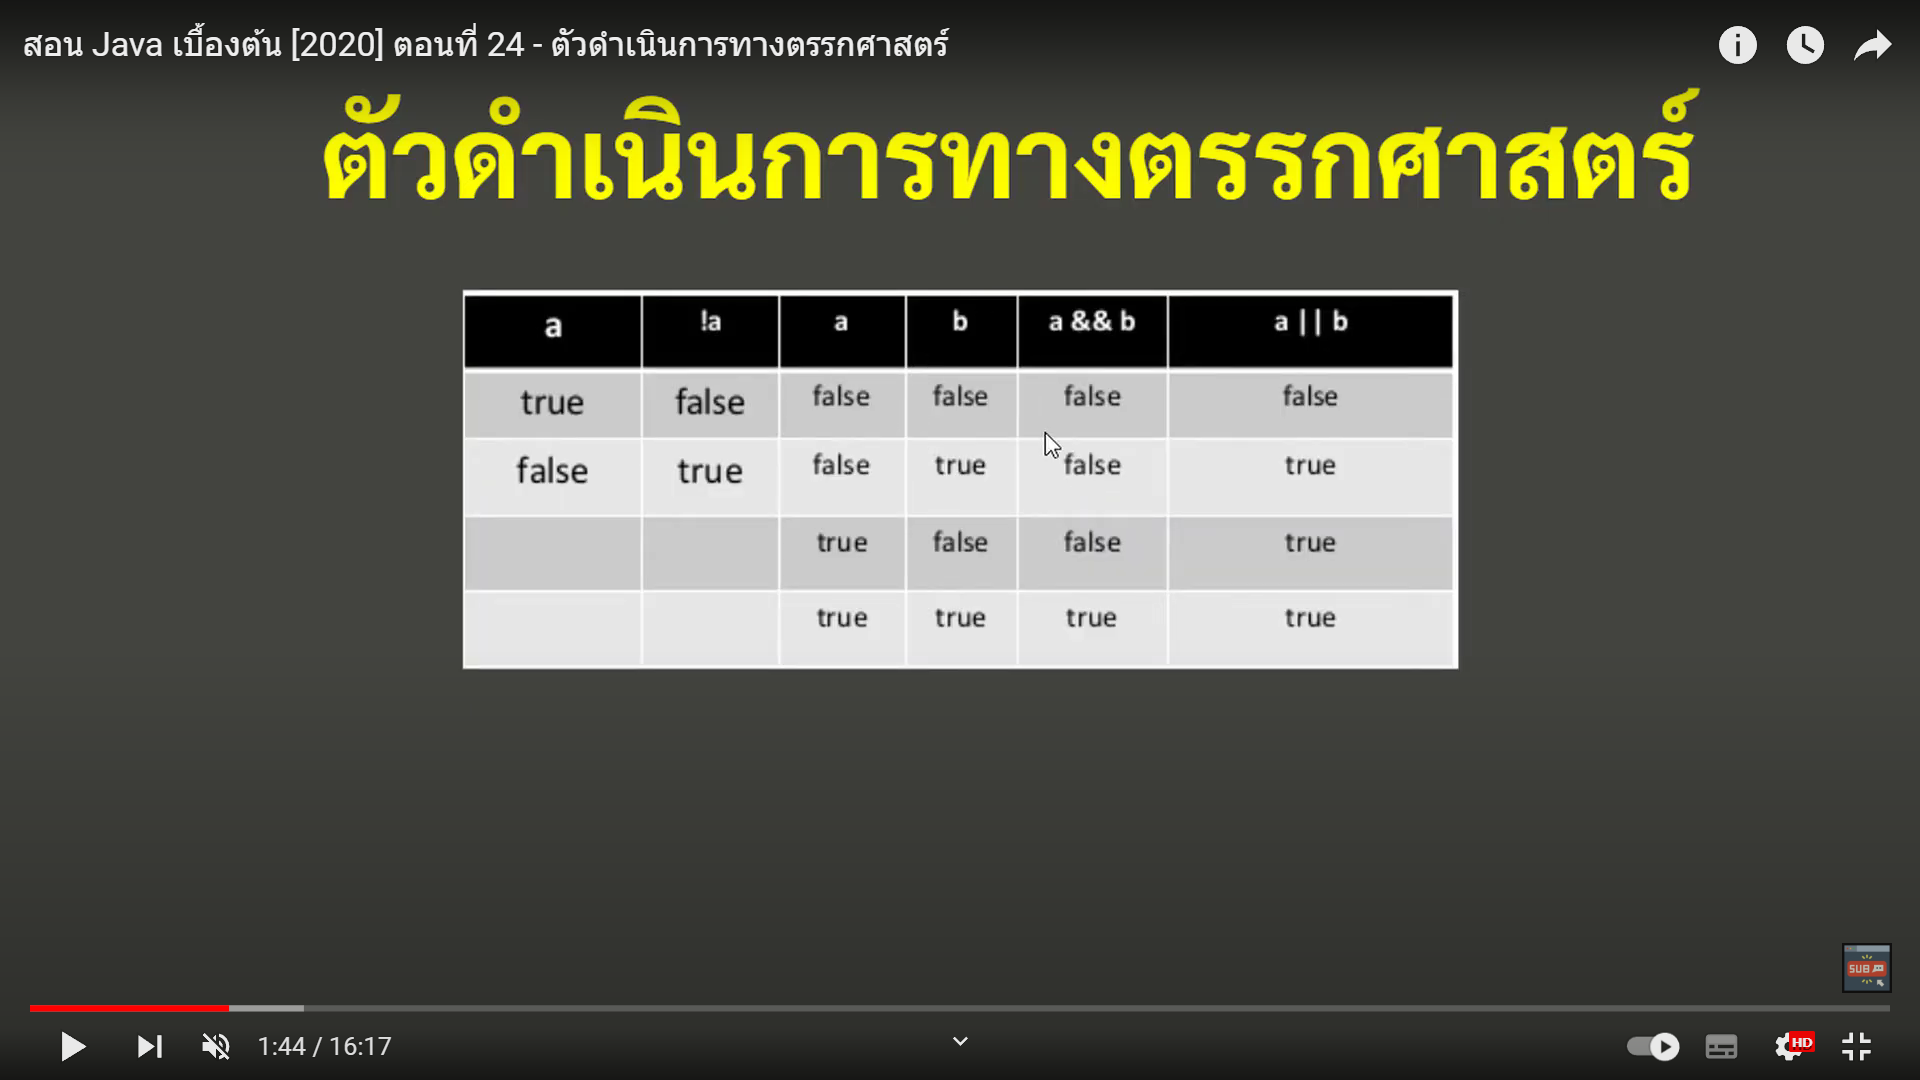 สอน Java เบื้องต้น [2020] ตอนที่ 24 - ตัวดำเนินการทางตรรกศาสตร์
ตัวดำเนินการทางตรรกศาสตร์
a !a a b a && b a || b
true false false false false false
false true false true false true
true false false true
true true true true
SUB
1:44 / 16:17
HD